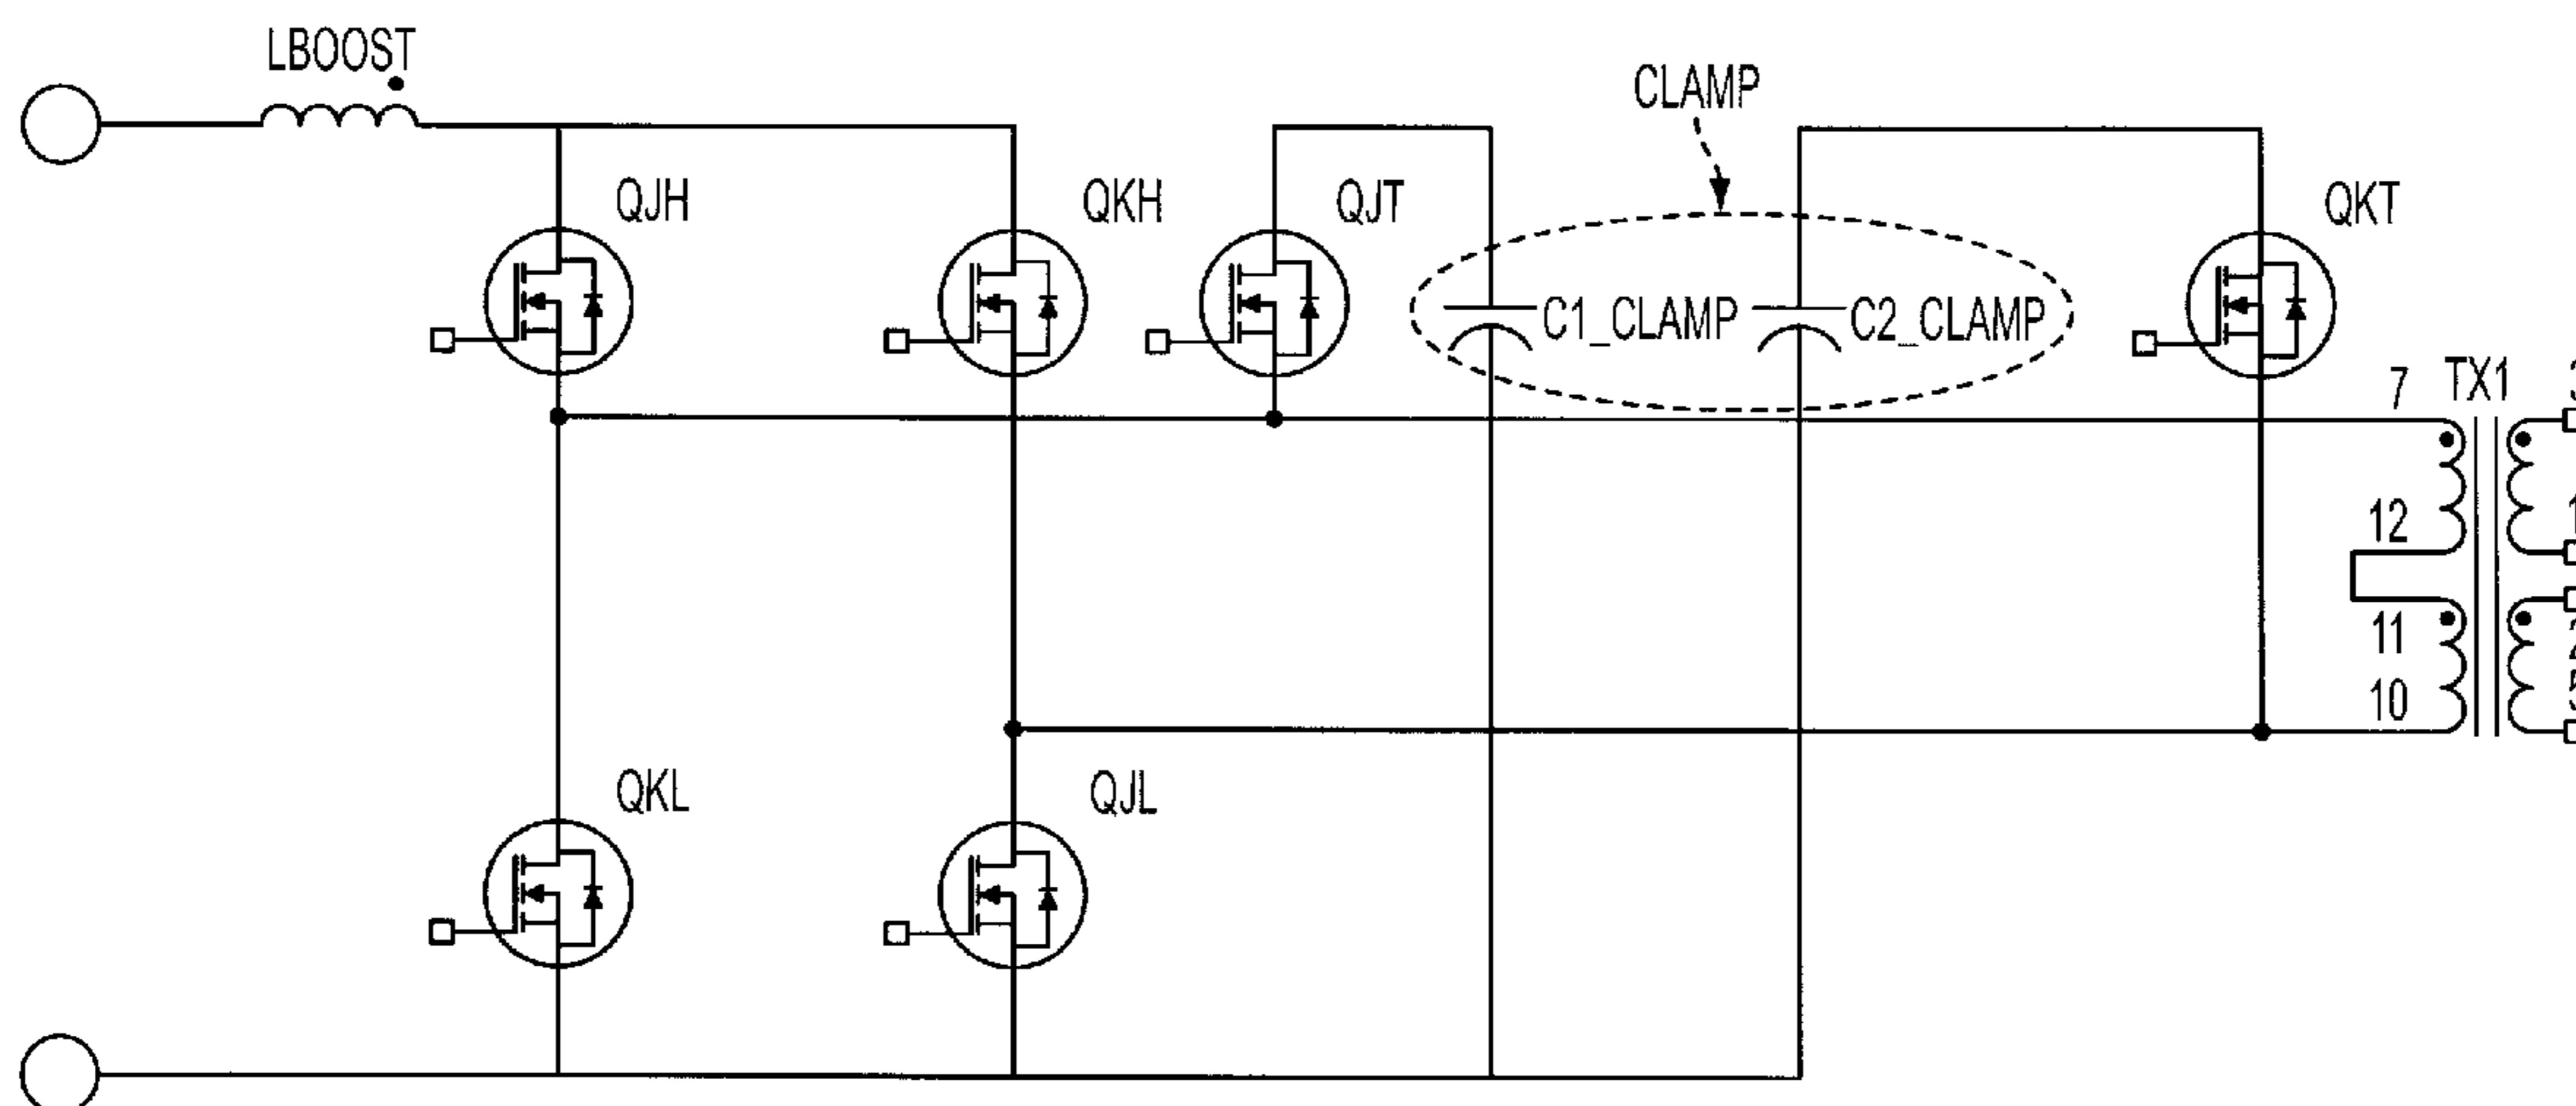 LBOOST
CLAMP
QJH
QKH
QJT
QKT
C1_CLAMP
C2_CLAMP
7
TX1
12
11
10
QKL
QJL